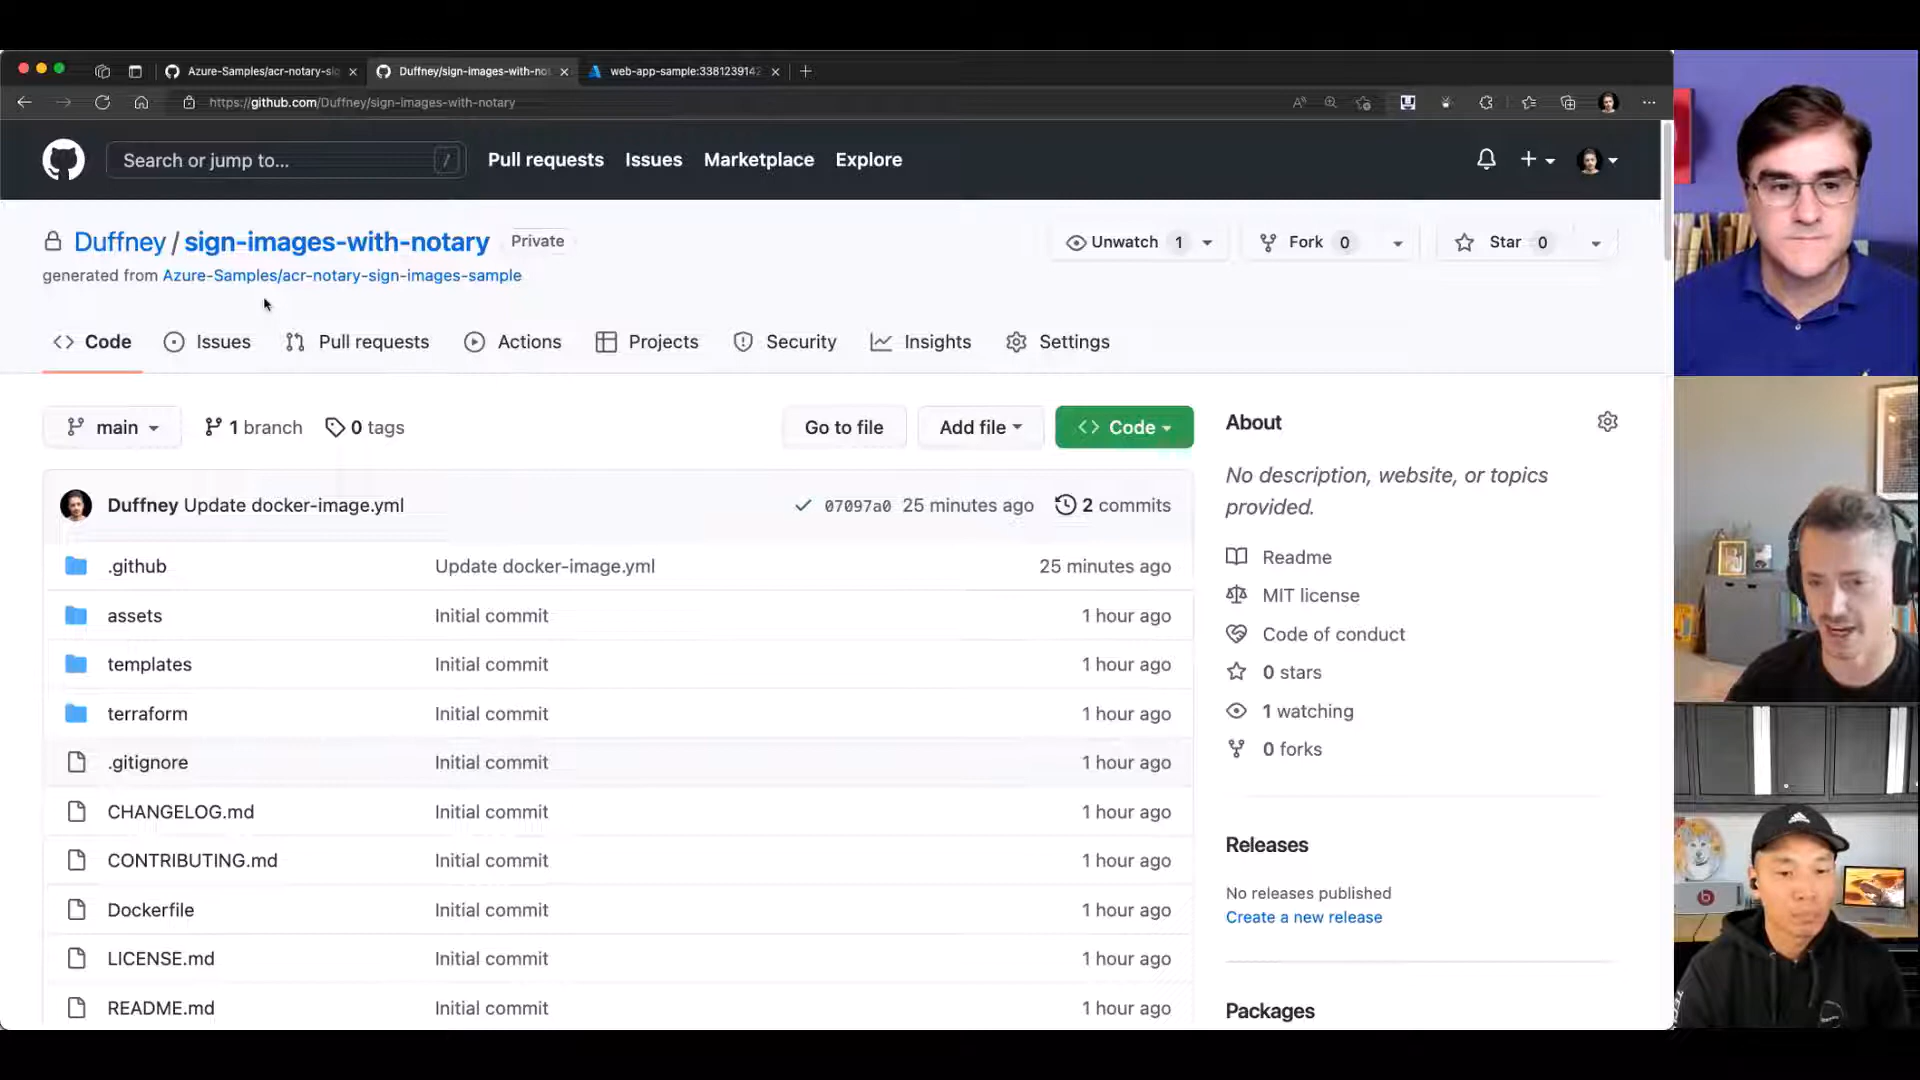 Azure-Samples/acr-notary-si
Duffney/sign-images-with-no
web-app-sample:3381239142
https://github.com/Duffney/sign-images-with-notary
Search or jump to... /
Pull requests Issues Marketplace Explore
Duffney / sign-images-with-notary Private
Unwatch 1 Fork 0 Star 0
generated from Azure-Samples/acr-notary-sign-images-sample
Code Issues Pull requests Actions Projects Security Insights Settings
main 1 branch 0 tags Go to file Add file Code
Duffney Update docker-image.yml 07097a0 25 minutes ago 2 commits
.github Update docker-image.yml 25 minutes ago
assets Initial commit 1 hour ago
templates Initial commit 1 hour ago
terraform Initial commit 1 hour ago
.gitignore Initial commit 1 hour ago
CHANGELOG.md Initial commit 1 hour ago
CONTRIBUTING.md Initial commit 1 hour ago
Dockerfile Initial commit 1 hour ago
LICENSE.md Initial commit 1 hour ago
README.md Initial commit 1 hour ago
About
No description, website, or topics
provided.
Readme
MIT license
Code of conduct
0 stars
1 watching
0 forks
Releases
No releases published
Create a new release
Packages